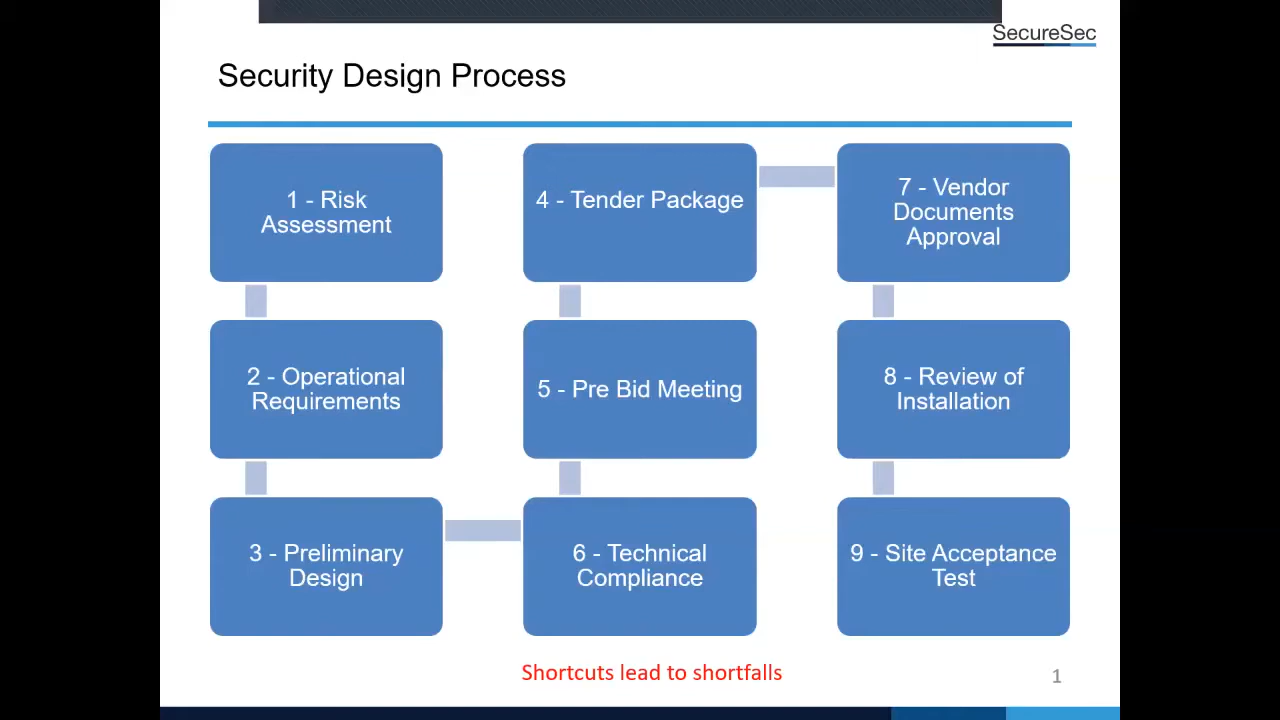 SecureSec
Security Design Process
1 - Risk
Assessment
2 - Operational
Requirements
3 - Preliminary
Design
4 - Tender Package
5 - Pre Bid Meeting
6 - Technical
Compliance
7 - Vendor
Documents
Approval
8 - Review of
Installation
9 - Site Acceptance
Test
Shortcuts lead to shortfalls
1